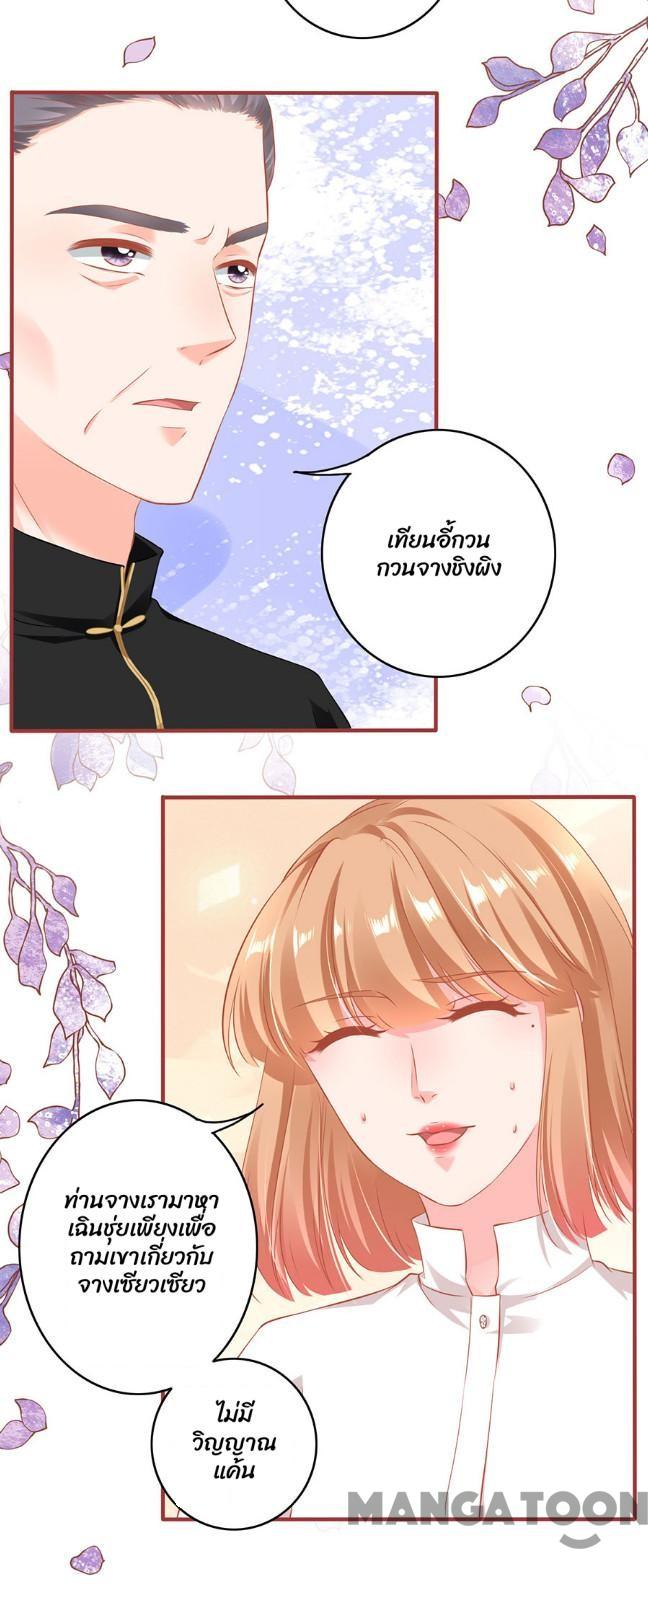 เทียนอี้กวน
กวนจางชิงผิง
ท่านจางเรามาหา
เฉินชุ่ยเพียงเพื่อ
ถามเขาเกี่ยวกับ
จางเซียวเซียว
ไม่มี
วิญญาณ
แค้น
MANGATOON